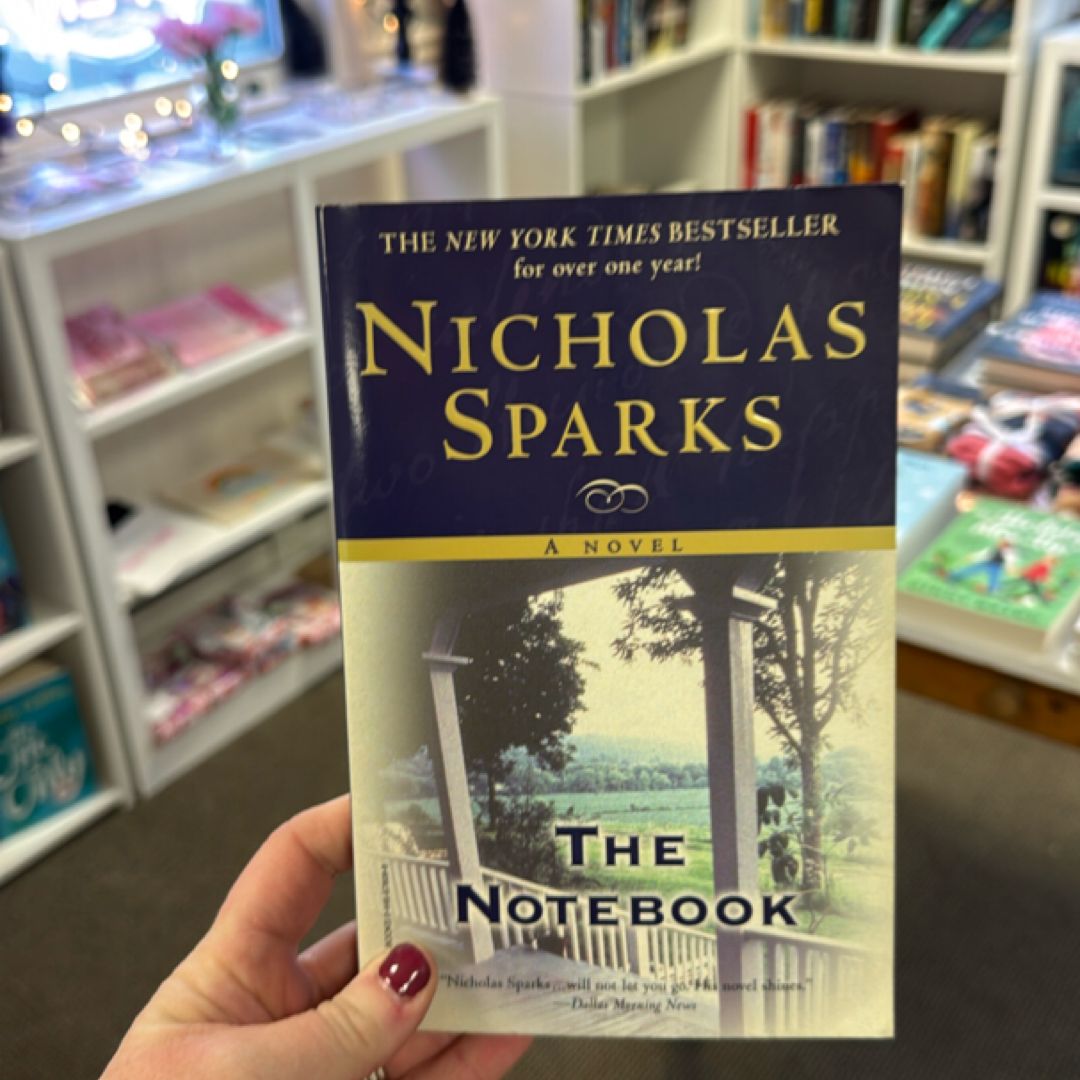 THE NEW YORK TIMES BESTSELLER
for over one year!
NICHOLAS
SPARKS
A NOVEL
THE
NOTEBOOK
"Nicholas Sparks...will not let you go. His novel shines."
—Dallas Morning News